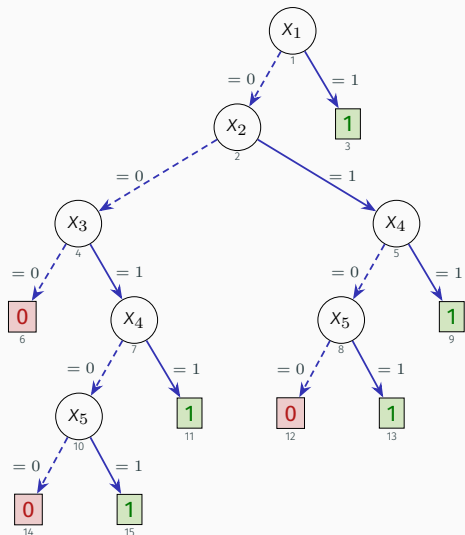 X₁
1
= 0 = 1
X₂ 1
2 3
= 0 = 1
X₃ X₄
4 5
= 0 = 1 = 0 = 1
0 X₄ X₅ 1
6 7 8 9
= 0 = 1 = 0 = 1
X₅ 1 0 1
10 11 12 13
= 0 = 1
0 1
14 15